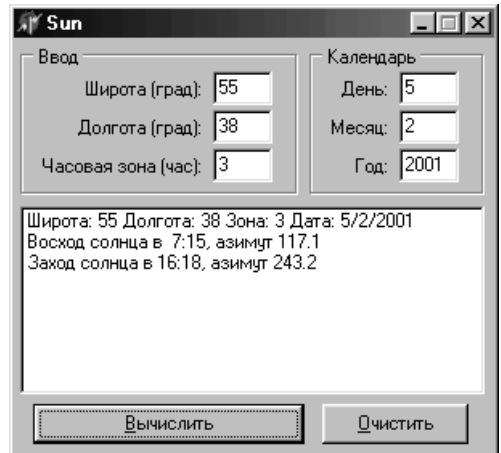 Sun
Ввод
Широта (град): 55
Долгота (град): 38
Часовая зона (час): 3
Календарь
День: 5
Месяц: 2
Год: 2001
Широта: 55 Долгота: 38 Зона: 3 Дата: 5/2/2001
Восход солнца в 7:15, азимут 117.1
Заход солнца в 16:18, азимут 243.2
Вычислить
Очистить